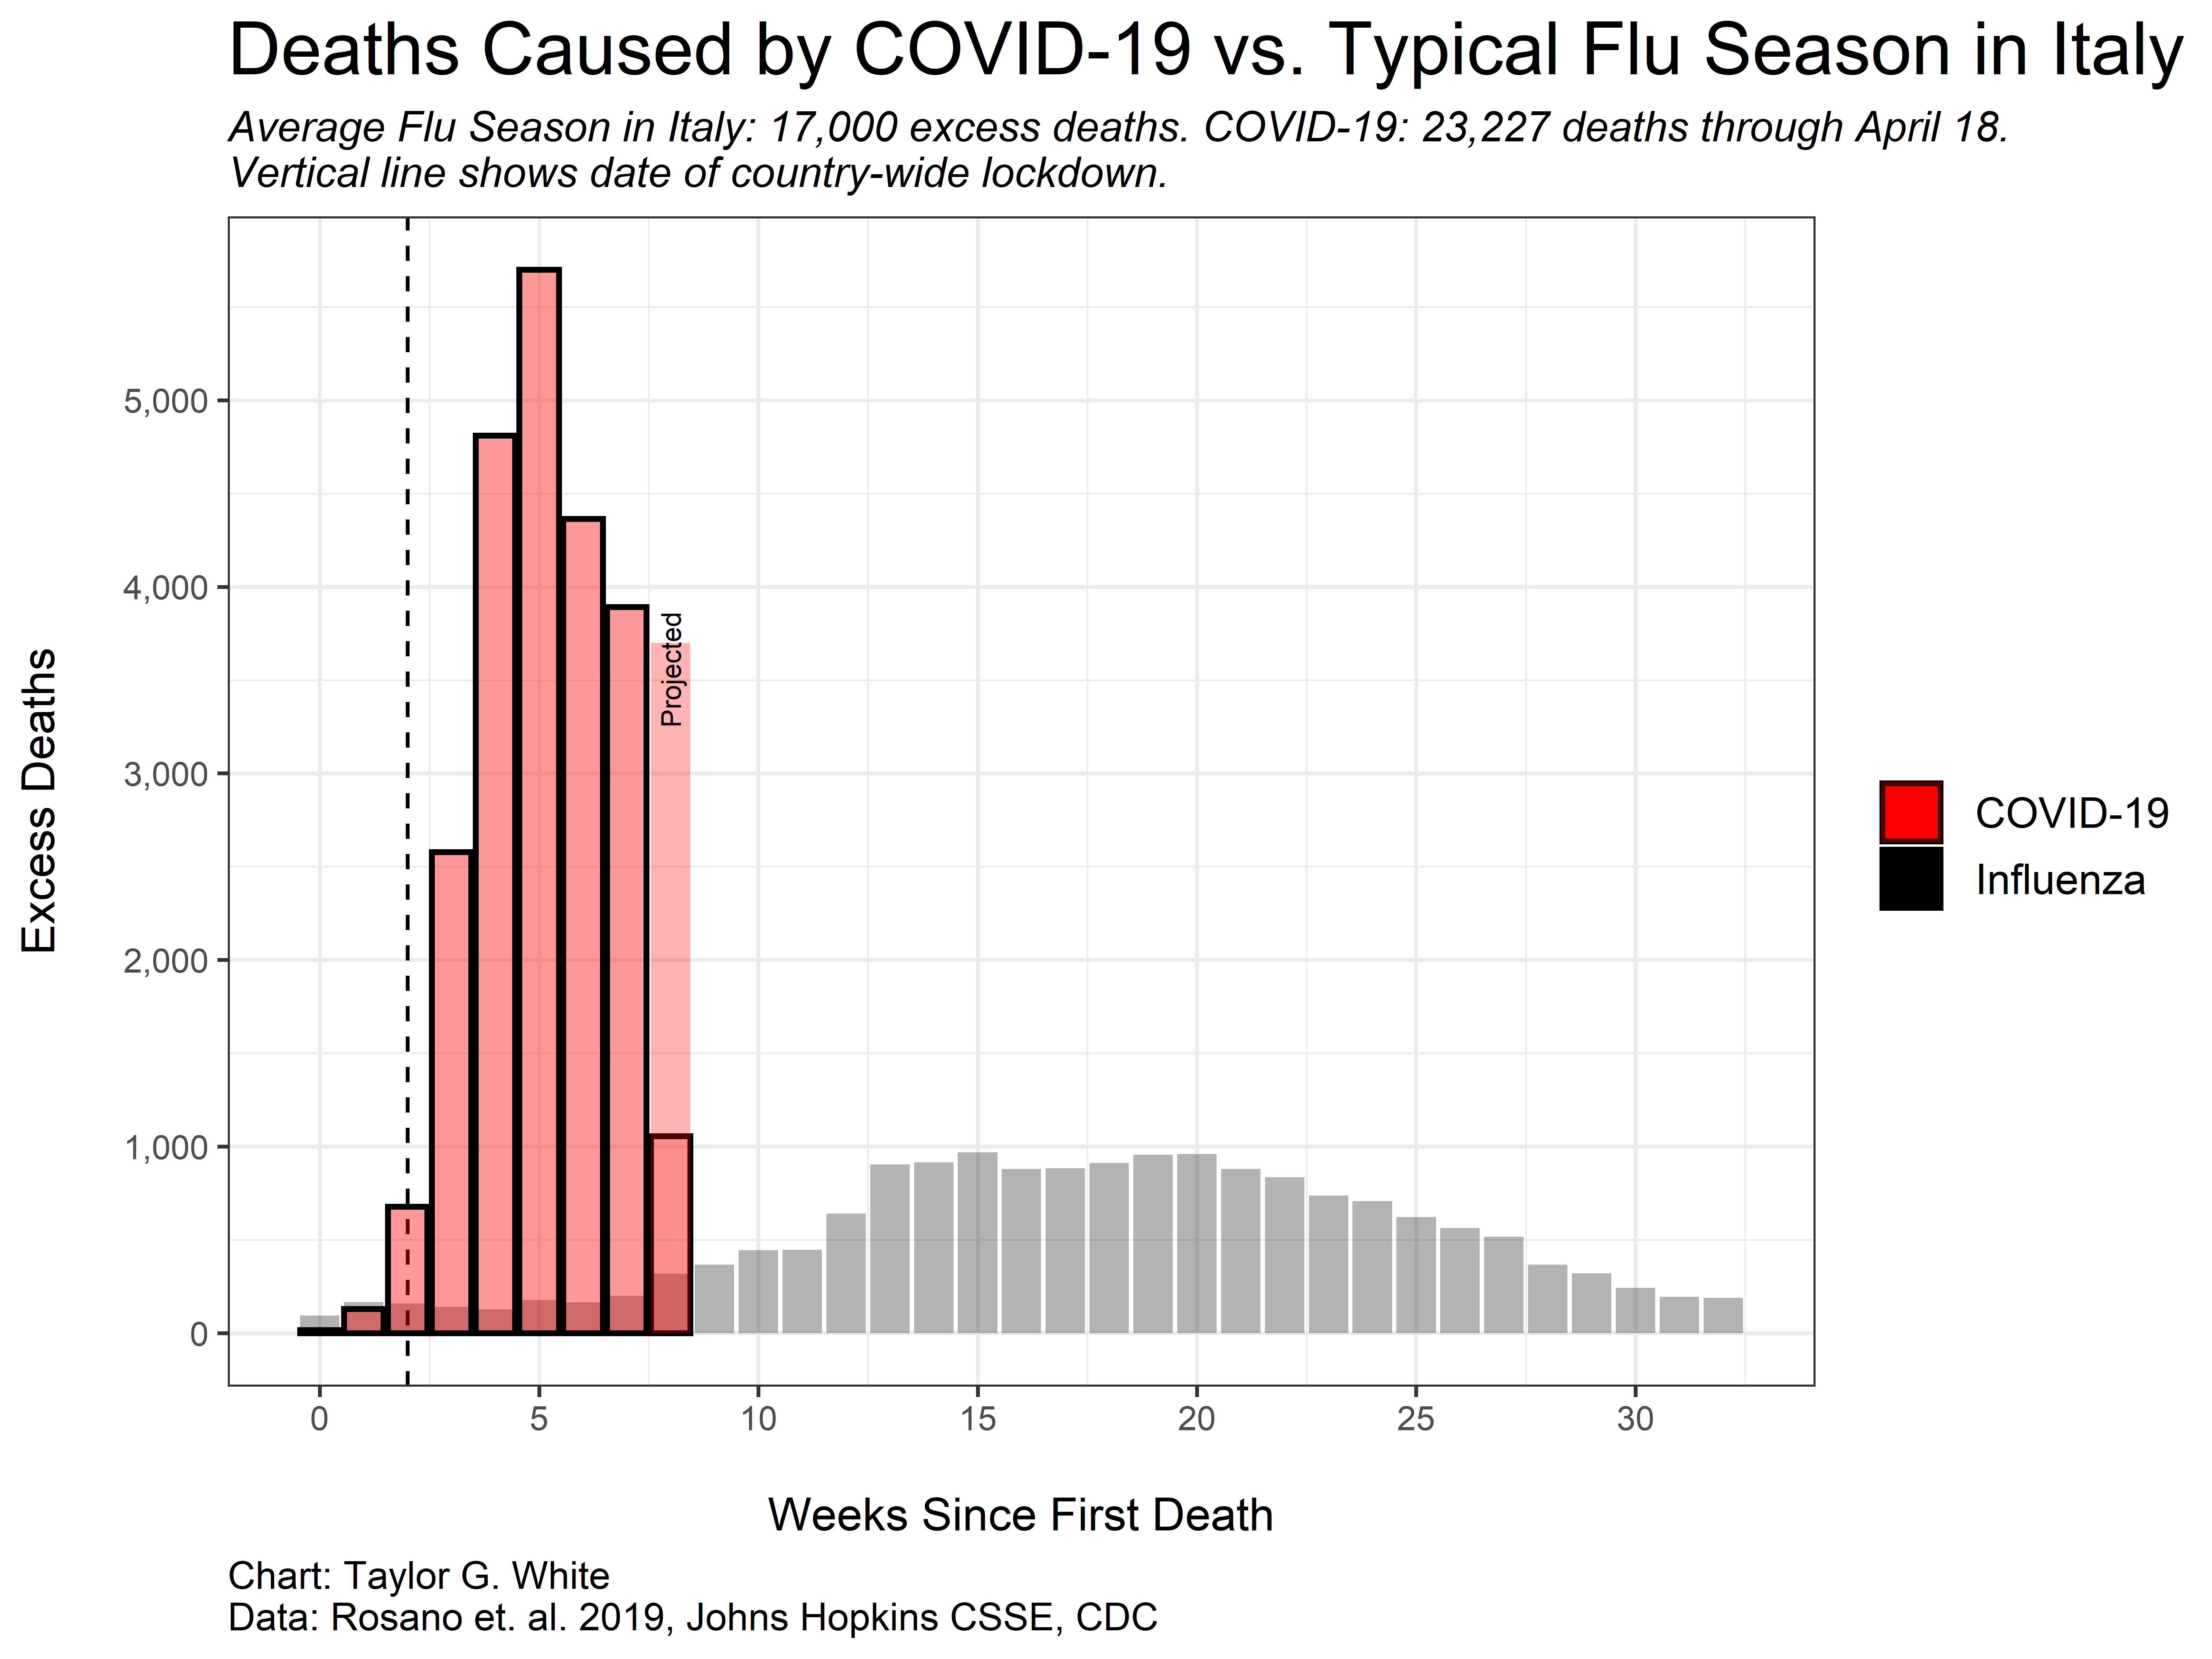 Deaths Caused by COVID-19 vs. Typical Flu Season in Italy
Average Flu Season in Italy: 17,000 excess deaths. COVID-19: 23,227 deaths through April 18.
Vertical line shows date of country-wide lockdown.
Excess Deaths
5,000
4,000
3,000
2,000
1,000
0
Projected
COVID-19
Influenza
0 5 10 15 20 25 30
Weeks Since First Death
Chart: Taylor G. White
Data: Rosano et. al. 2019, Johns Hopkins CSSE, CDC